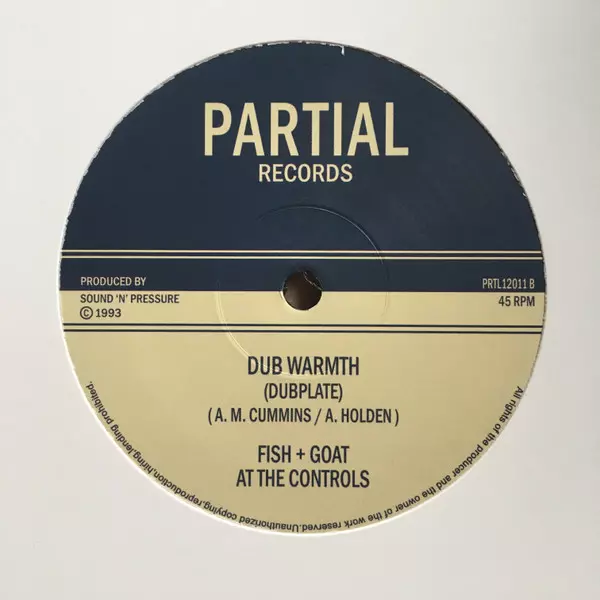 PARTIAL
RECORDS
PRODUCED BY
PRTL12011 B
SOUND 'N' PRESSURE
45 RPM
© 1993
DUB WARMTH
(DUBPLATE)
( A. M. CUMMINS / A. HOLDEN )
FISH + GOAT
AT THE CONTROLS
All rights of the producer and the owner of the work reserved.Unauthorized copying,reproduction,hiring,lending prohibited.